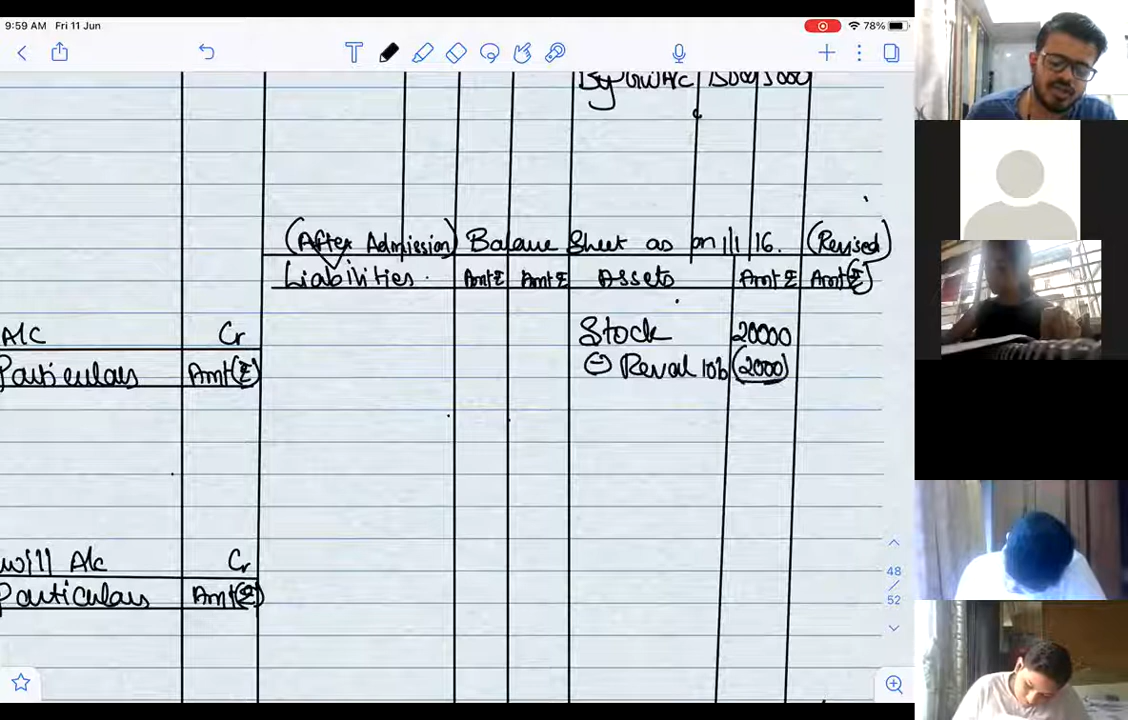 9:59 AM Fri 11 Jun
78%
By GW A/c 15000 5000
(After Admission) Balance Sheet as on 1/1/16. (Revised)
Liabilities Amt ₹ Amt ₹ Assets Amt ₹ Amt (₹)
A/c Cr
Particulars Amt (₹)
Stock 20000
⊖ Reval 10% (2000)
will A/c Cr
Particulars Amt (₹)
48
/
52